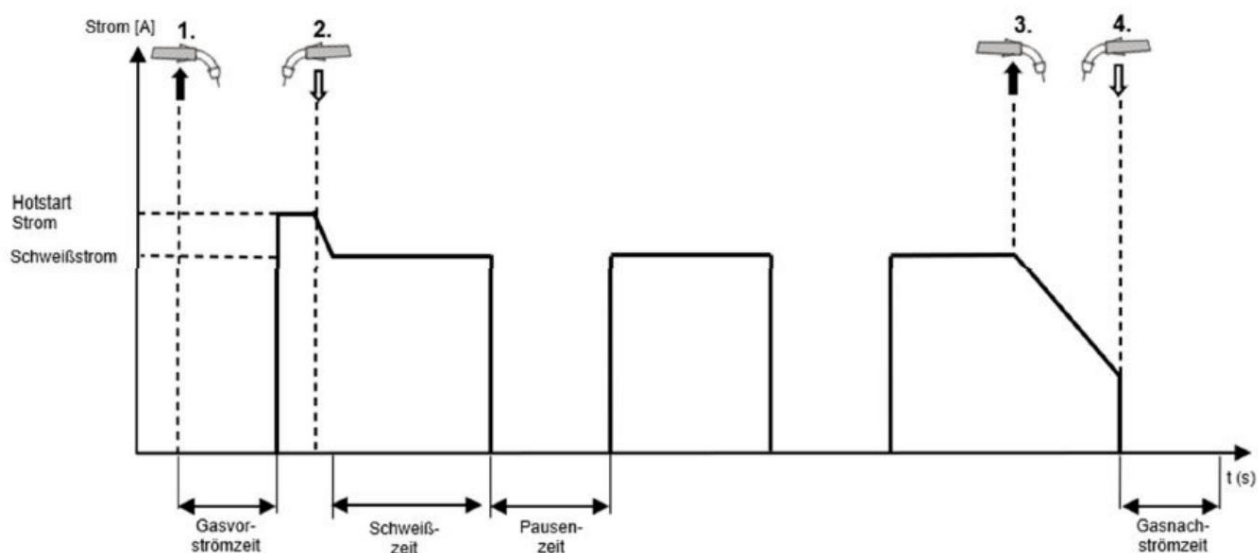 Strom [A]
1.
2.
3.
4.
Hotstart
Strom
Schweißstrom
t (s)
Gasvor-
strömzeit
Schweiß-
zeit
Pausen-
zeit
Gasnach-
strömzeit